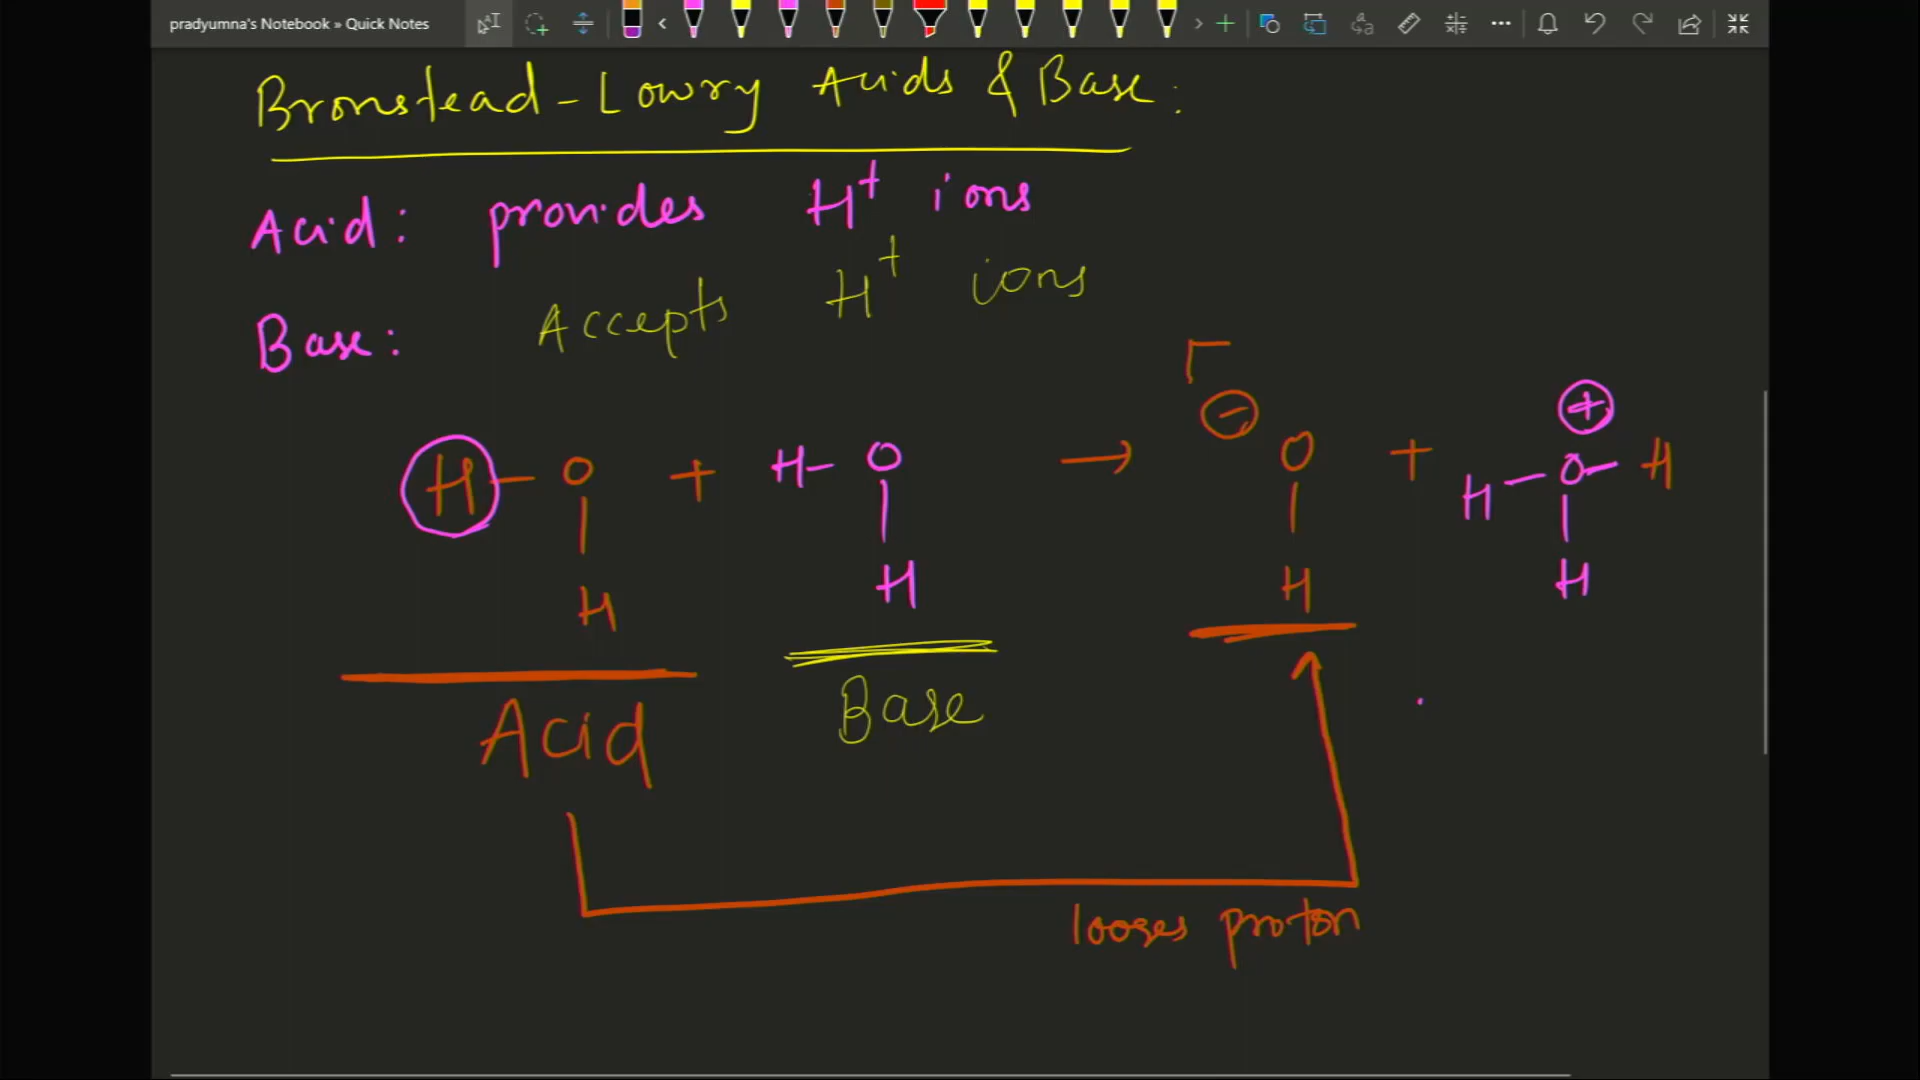 pradyumna's Notebook » Quick Notes
Bronstead-Lowry Acids & Base:
Acid: provides H⁺ ions
Base: Accepts H⁺ ions
H-O + H-O → ⊖ O + H-O-H ⊕
H H H H
Acid Base
looses proton